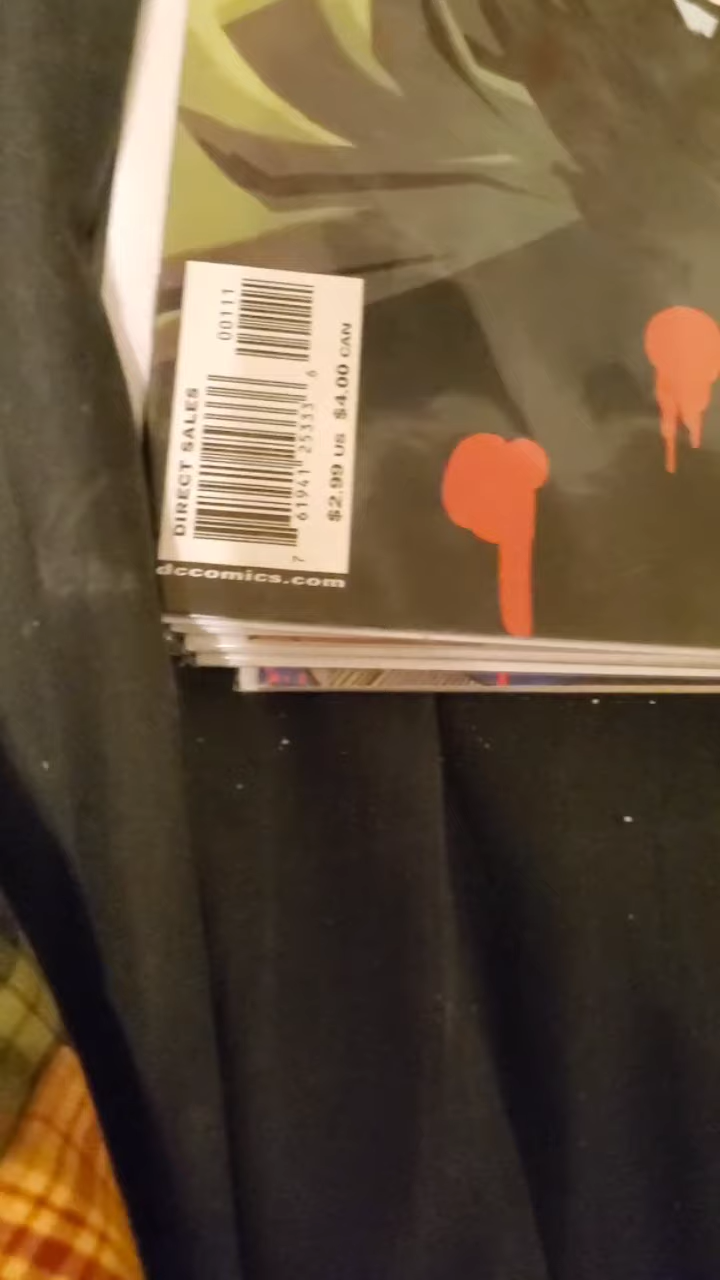 DIRECT SALES
00111
7 61941 25333 6
$2.99 US $4.00 CAN
dccomics.com